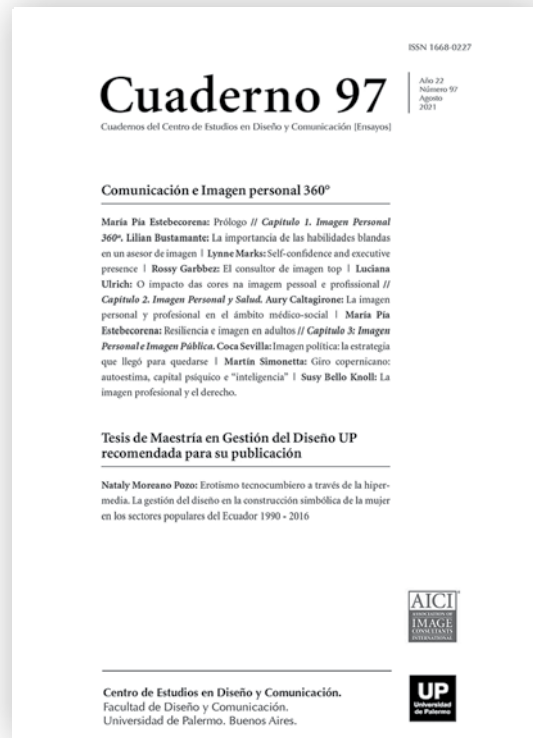 ISSN 1668-0227
Cuaderno 97
Cuadernos del Centro de Estudios en Diseño y Comunicación [Ensayos]
Año 22
Número 97
Agosto
2021
Comunicación e Imagen personal 360º
María Pía Estebecorena: Prólogo // Capítulo 1. Imagen Personal
360º. Lilian Bustamante: La importancia de las habilidades blandas
en un asesor de imagen | Lynne Marks: Self-confidence and executive
presence | Rossy Garbbez: El consultor de imagen top | Luciana
Ulrich: O impacto das cores na imagem pessoal e profissional //
Capítulo 2. Imagen Personal y Salud. Aury Caltagirone: La imagen
personal y profesional en el ámbito médico-social | María Pía
Estebecorena: Resiliencia e imagen en adultos // Capítulo 3: Imagen
Personal e Imagen Pública. Coca Sevilla: Imagen política: la estrategia
que llegó para quedarse | Martín Simonetta: Giro copernicano:
autoestima, capital psíquico e “inteligencia” | Susy Bello Knoll: La
imagen profesional y el derecho.
Tesis de Maestría en Gestión del Diseño UP
recomendada para su publicación
Nataly Moreano Pozo: Erotismo tecnocumbiero a través de la hiper-
media. La gestión del diseño en la construcción simbólica de la mujer
en los sectores populares del Ecuador 1990 - 2016
AICI
ASSOCIATION OF
IMAGE
CONSULTANTS
INTERNATIONAL
Centro de Estudios en Diseño y Comunicación.
Facultad de Diseño y Comunicación.
Universidad de Palermo. Buenos Aires.
UP
Universidad
de Palermo